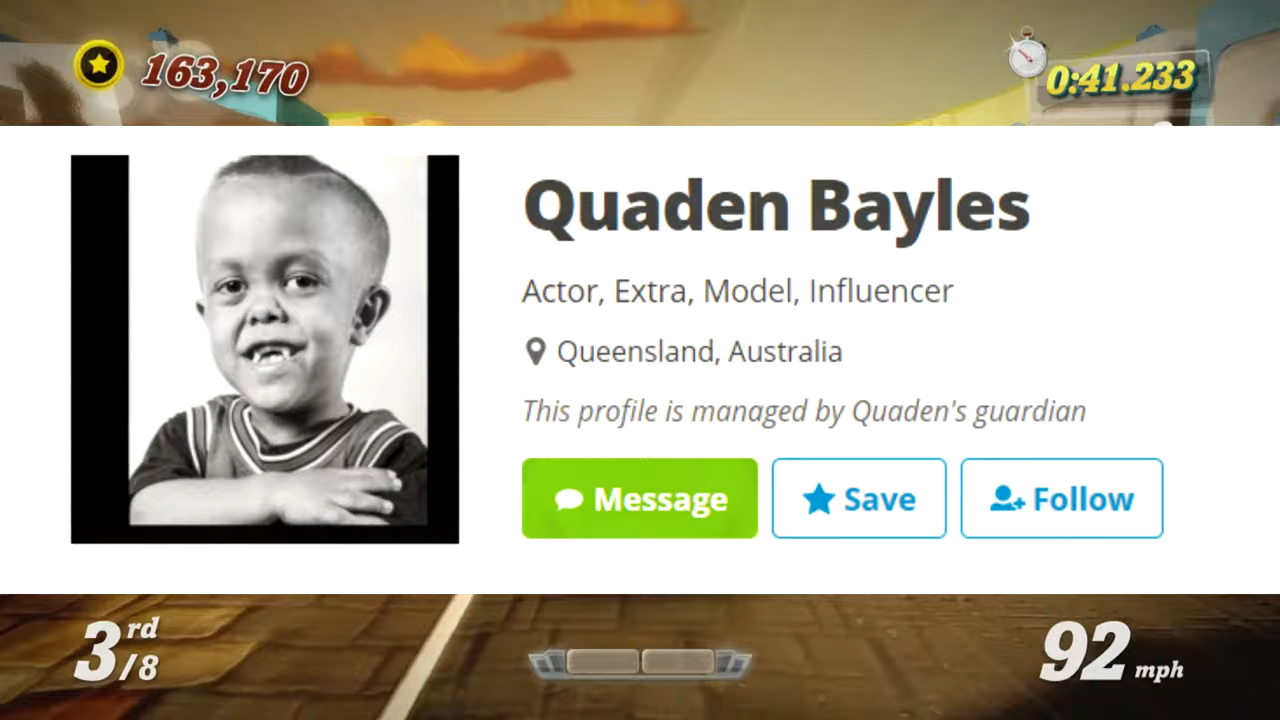 163,170
0:41.233
Quaden Bayles
Actor, Extra, Model, Influencer
Queensland, Australia
This profile is managed by Quaden's guardian
Message Save Follow
3rd/8
92 mph